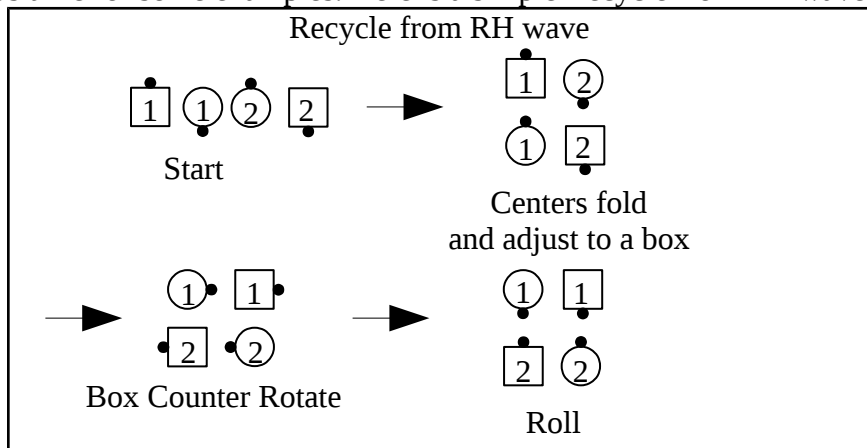 Recycle from RH wave
1 1 2 2
Start
1 2
1 2
Centers fold
and adjust to a box
1 1
2 2
Box Counter Rotate
1 1
2 2
Roll